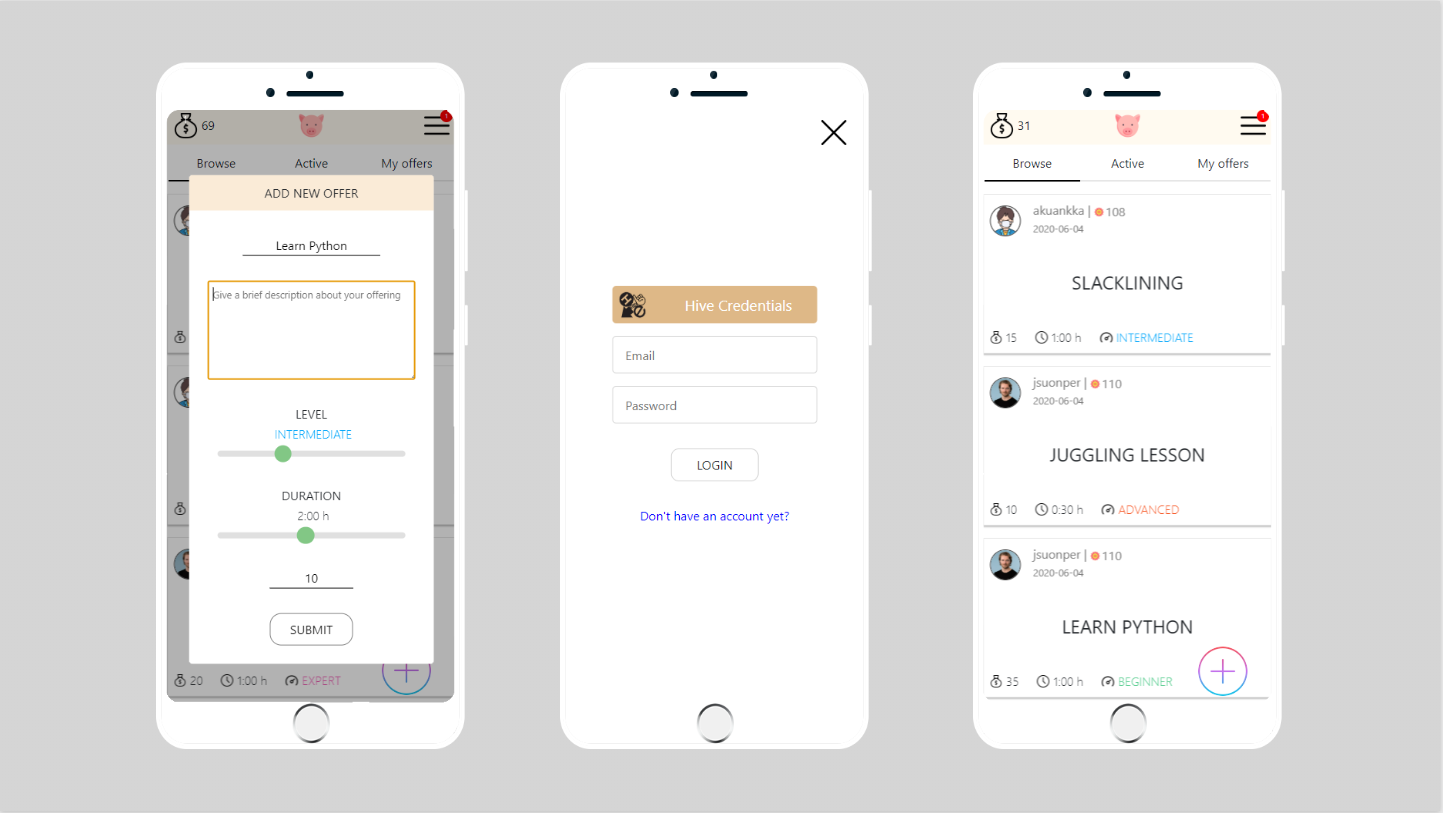 69
1
Browse
Active
My offers
ADD NEW OFFER
Learn Python
Give a brief description about your offering
LEVEL
INTERMEDIATE
DURATION
2:00 h
10
SUBMIT
20
1:00 h
EXPERT
Hive Credentials
Email
Password
LOGIN
Don't have an account yet?
31
1
Browse
Active
My offers
akuankka | 108
2020-06-04
SLACKLINING
15
1:00 h
INTERMEDIATE
jsuonper | 110
2020-06-04
JUGGLING LESSON
10
0:30 h
ADVANCED
jsuonper | 110
2020-06-04
LEARN PYTHON
35
1:00 h
BEGINNER